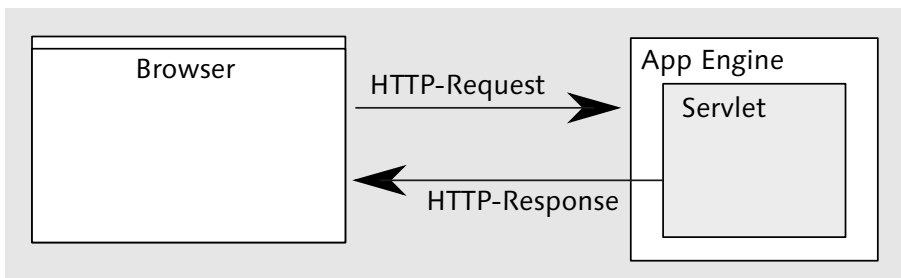 Browser
HTTP-Request
HTTP-Response
App Engine
Servlet